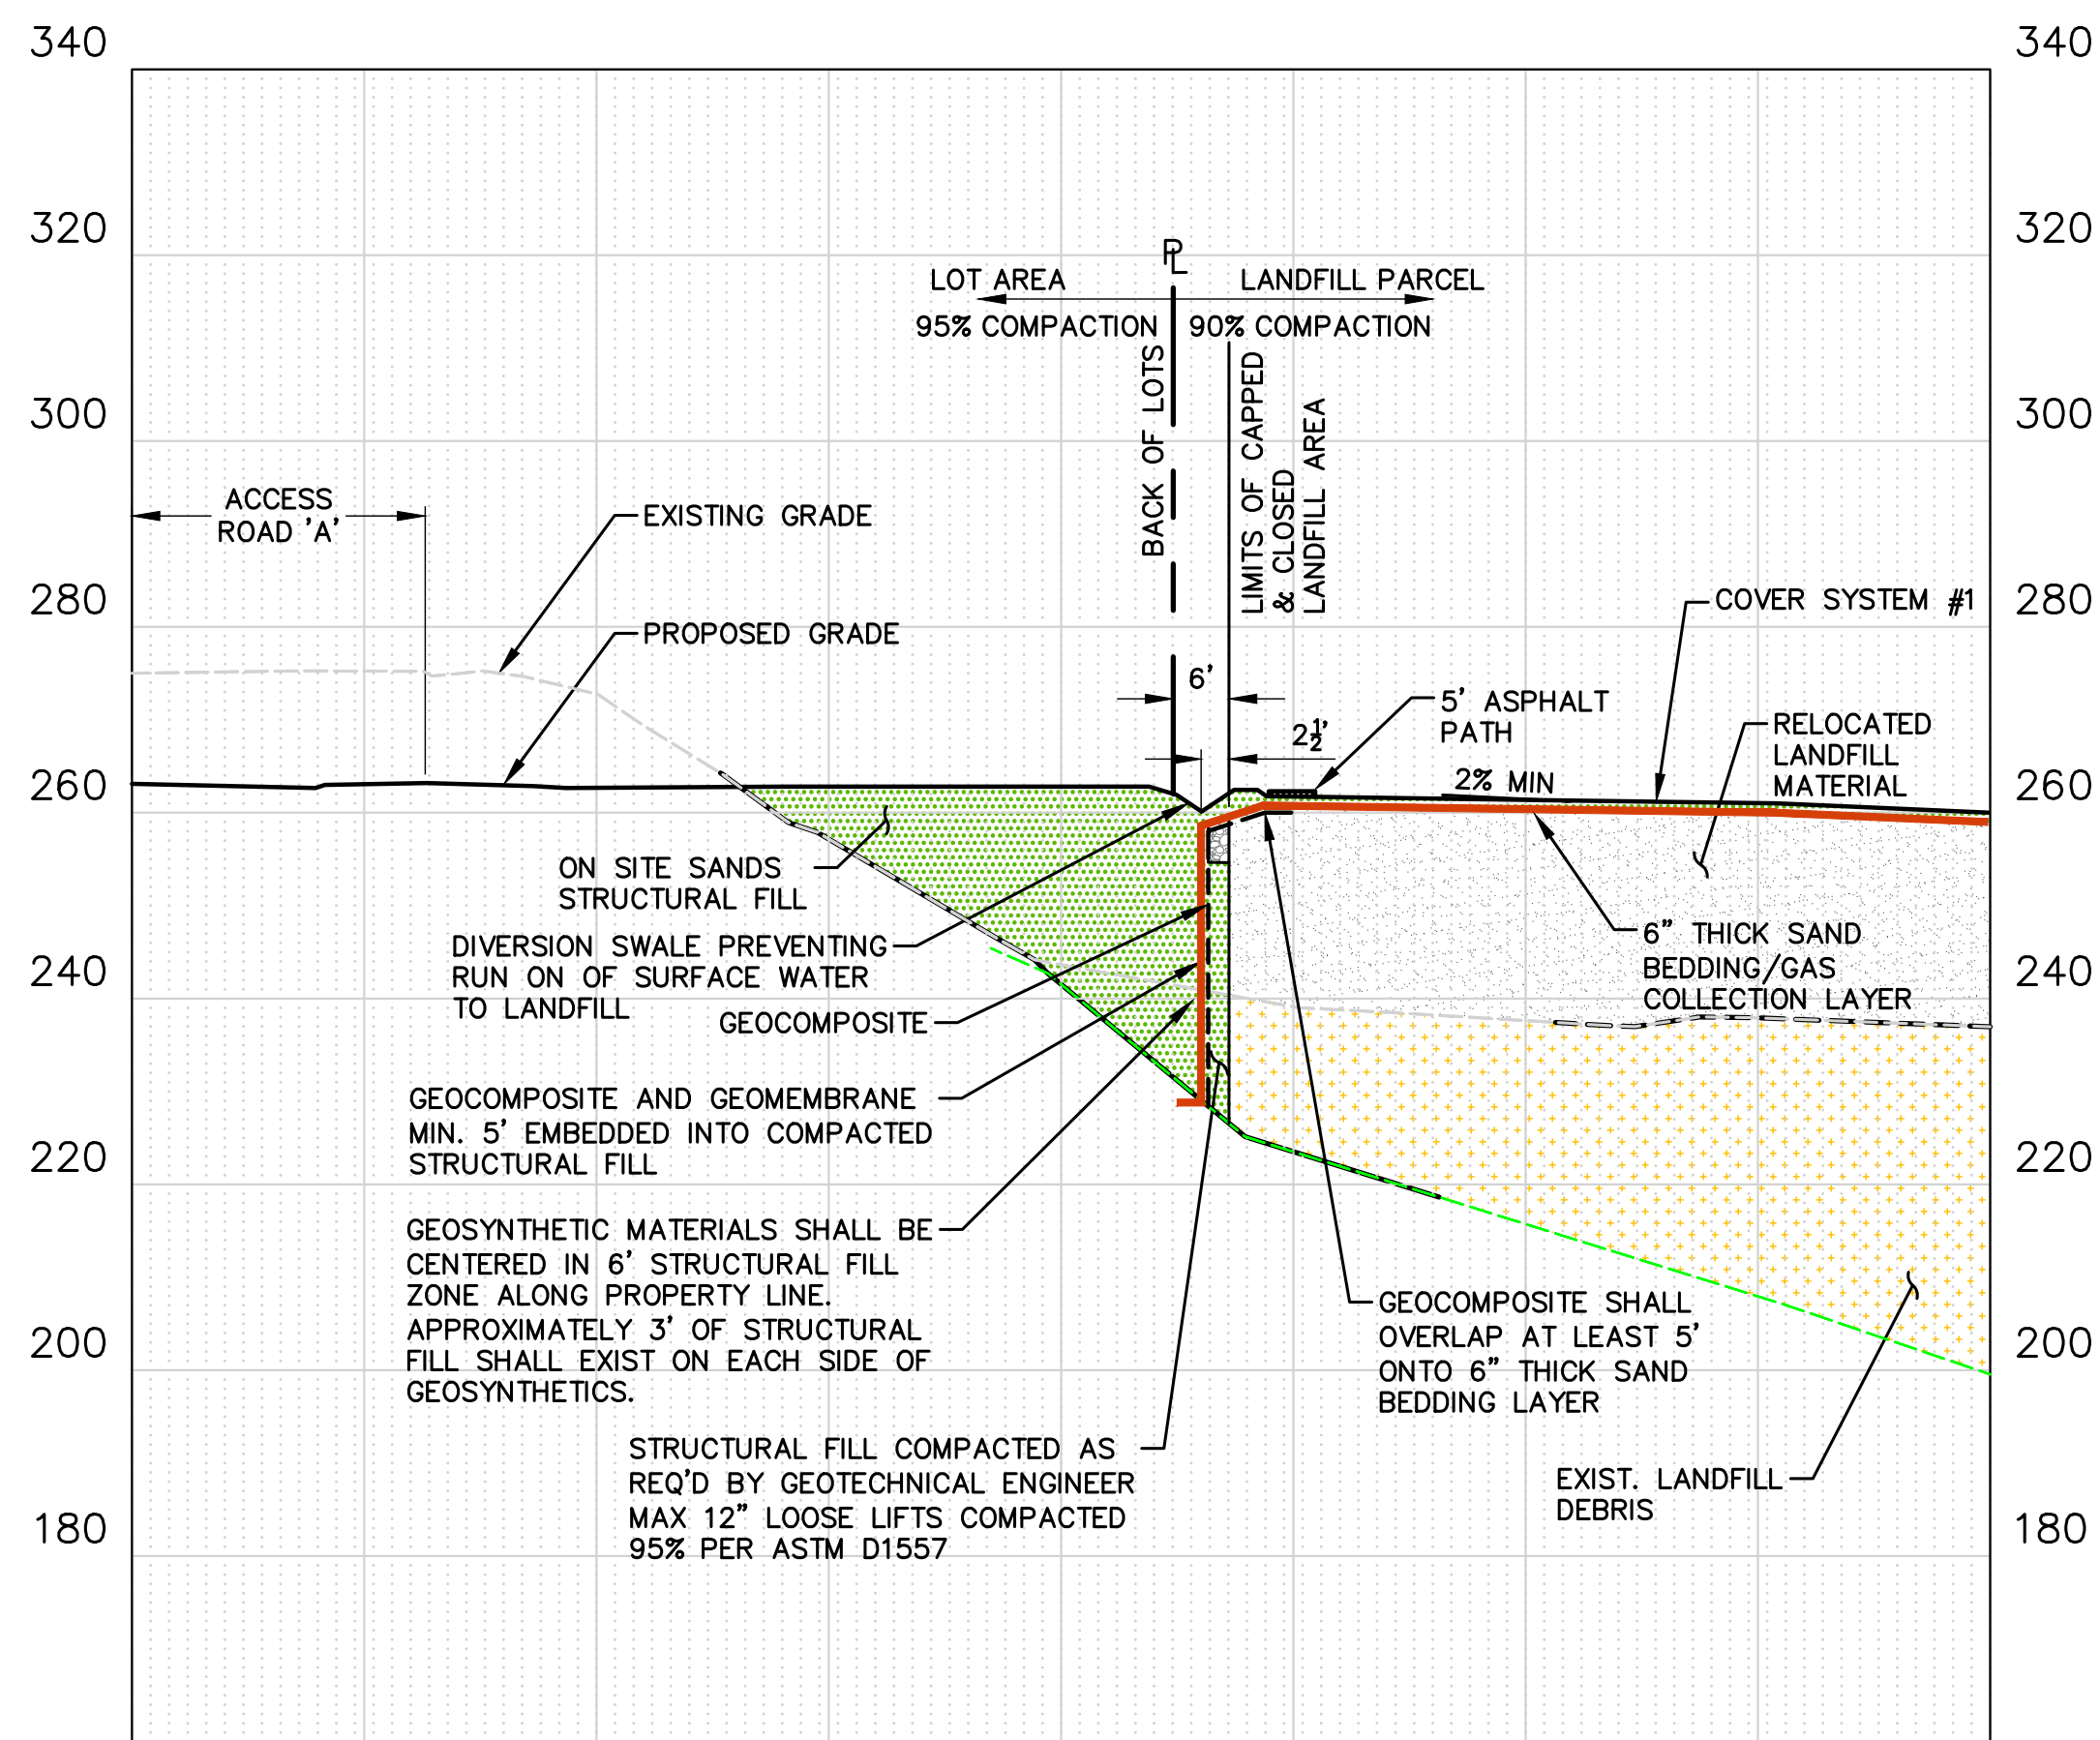 340
340
320
320
PL
LOT AREA
LANDFILL PARCEL
95% COMPACTION
90% COMPACTION
300
300
BACK OF LOTS
LIMITS OF CAPPED
& CLOSED
LANDFILL AREA
ACCESS
ROAD 'A'
EXISTING GRADE
280
280
COVER SYSTEM #1
PROPOSED GRADE
6'
2½'
5' ASPHALT
PATH
RELOCATED
LANDFILL
MATERIAL
2% MIN
260
260
ON SITE SANDS
STRUCTURAL FILL
DIVERSION SWALE PREVENTING
RUN ON OF SURFACE WATER
TO LANDFILL
6" THICK SAND
BEDDING/GAS
COLLECTION LAYER
240
240
GEOCOMPOSITE
GEOCOMPOSITE AND GEOMEMBRANE
MIN. 5' EMBEDDED INTO COMPACTED
STRUCTURAL FILL
220
220
GEOSYNTHETIC MATERIALS SHALL BE
CENTERED IN 6' STRUCTURAL FILL
ZONE ALONG PROPERTY LINE.
APPROXIMATELY 3' OF STRUCTURAL
FILL SHALL EXIST ON EACH SIDE OF
GEOSYNTHETICS.
GEOCOMPOSITE SHALL
OVERLAP AT LEAST 5'
ONTO 6" THICK SAND
BEDDING LAYER
200
200
STRUCTURAL FILL COMPACTED AS
REQ'D BY GEOTECHNICAL ENGINEER
MAX 12" LOOSE LIFTS COMPACTED
95% PER ASTM D1557
EXIST. LANDFILL
DEBRIS
180
180